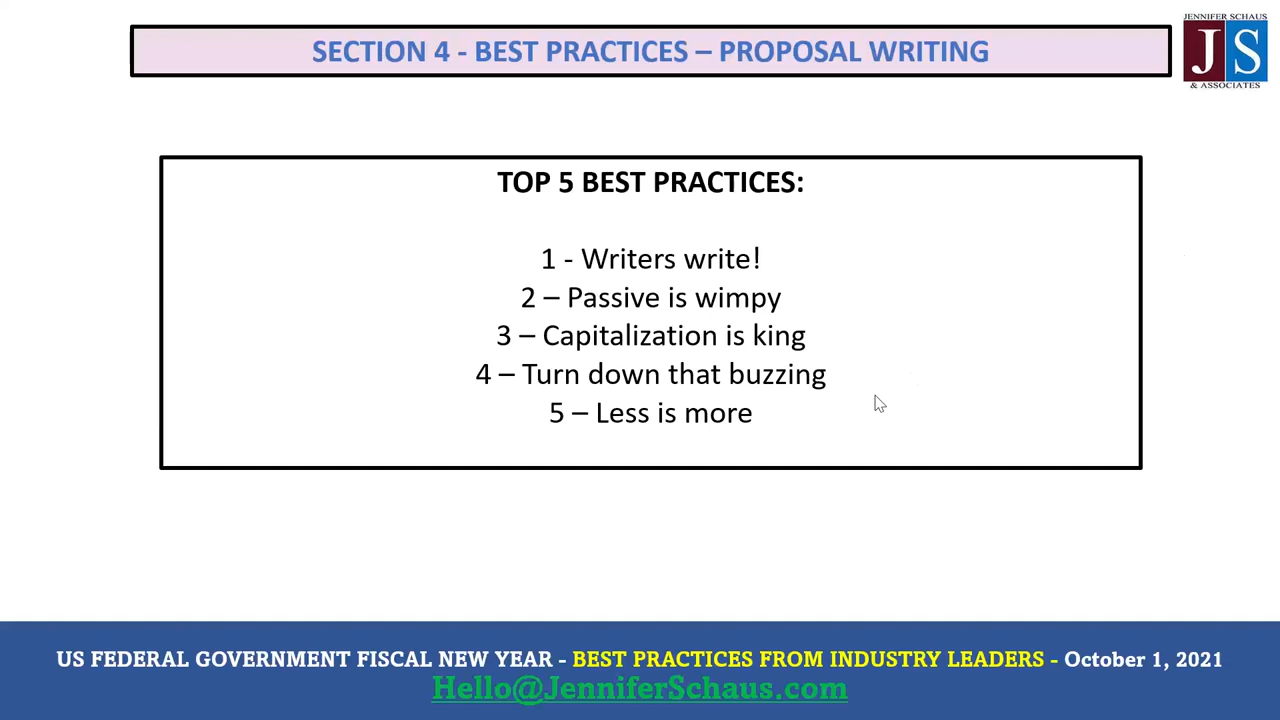 SECTION 4 - BEST PRACTICES – PROPOSAL WRITING
JENNIFER SCHAUS
JS
& ASSOCIATES
TOP 5 BEST PRACTICES:
1 - Writers write!
2 – Passive is wimpy
3 – Capitalization is king
4 – Turn down that buzzing
5 – Less is more
US FEDERAL GOVERNMENT FISCAL NEW YEAR - BEST PRACTICES FROM INDUSTRY LEADERS - October 1, 2021
Hello@JenniferSchaus.com